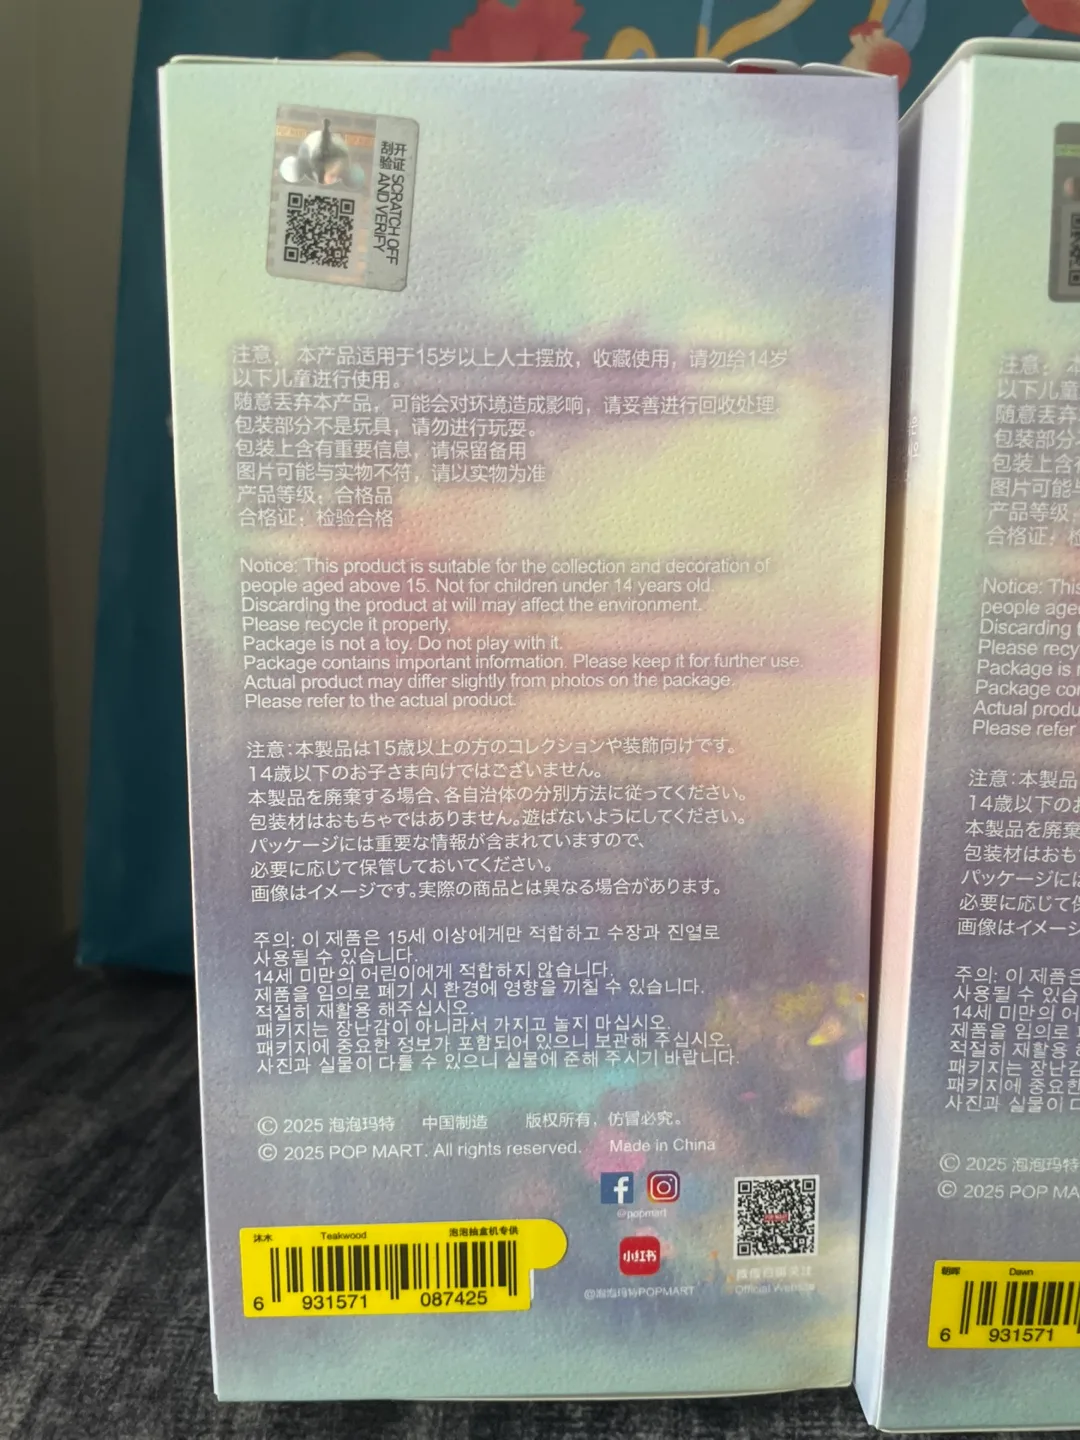 开证 SCRATCH OFF
刮验 AND VERIFY
注意： 本产品适用于15岁以上人士摆放，收藏使用，请勿给14岁
以下儿童进行使用。
随意丢弃本产品，可能会对环境造成影响，请妥善进行回收处理.
包装部分不是玩具，请勿进行玩耍。
包装上含有重要信息，请保留备用
图片可能与实物不符，请以实物为准
产品等级：合格品
合格证：检验合格
Notice: This product is suitable for the collection and decoration of
people aged above 15. Not for children under 14 years old.
Discarding the product at will may affect the environment.
Please recycle it properly.
Package is not a toy. Do not play with it.
Package contains important information. Please keep it for further use.
Actual product may differ slightly from photos on the package.
Please refer to the actual product.
注意：本製品は15歳以上の方のコレクションや装飾向けです。
14歳以下のお子さま向けではございません。
本製品を廃棄する場合、各自治体の分別方法に従ってください。
包装材はおもちゃではありません。遊ばないようにしてください。
パッケージには重要な情報が含まれていますので、
必要に応じて保管しておいてください。
画像はイメージです。実際の商品とは異なる場合があります。
주의: 이 제품은 15세 이상에게만 적합하고 수장과 진열로
사용될 수 있습니다.
14세 미만의 어린이에게 적합하지 않습니다.
제품을 임의로 폐기 시 환경에 영향을 끼칠 수 있습니다.
적절히 재활용 해주십시오.
패키지는 장난감이 아니라서 가지고 놀지 마십시오.
패키지에 중요한 정보가 포함되어 있으니 보관해 주십시오.
사진과 실물이 다를 수 있으니 실물에 준해 주시기 바랍니다.
© 2025 泡泡玛特 中国制造 版权所有，仿冒必究。
© 2025 POP MART. All rights reserved. Made in China
@popmart
小红书
@泡泡玛特POPMART
Official Website
沐木 Teakwood 泡泡抽盒机专供
6 931571 087425
注意：本
以下儿童
随意丢弃
包装部分
包装上含有
图片可能与
产品等级
合格证：检
Notice: This
people aged
Discarding
Please recy
Package is
Package co
Actual produ
Please refer
注意：本製品
14歳以下のお
本製品を廃棄
包装材はおも
パッケージに
必要に応じて保
画像はイメージ
주의: 이 제품은
사용될 수 있습
14세 미만의 어
제품을 임의로
적절히 재활용
패키지는 장난감
패키지에 중요한
사진과 실물이 다
© 2025 泡泡玛特
© 2025 POP MA
朝晖 Dawn
6 931571